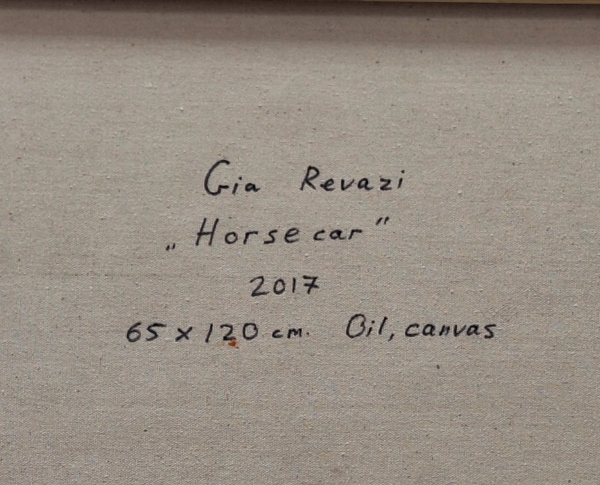 Gia Revazi
„Horse car”
2017
65 x 120 cm. Oil, canvas